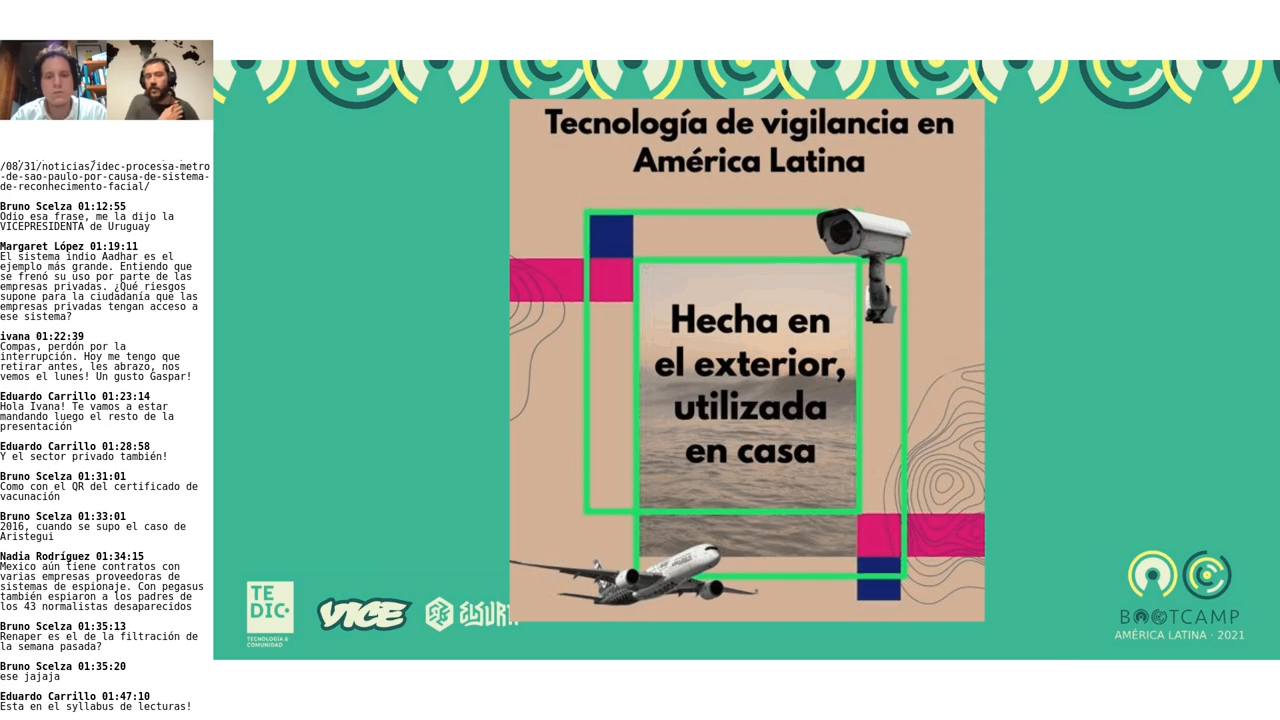 /08/31/noticias/idec-processa-metro
-de-sao-paulo-por-causa-de-sistema-
de-reconhecimento-facial/
Bruno Scelza 01:12:55
Odio esa frase, me la dijo la
VICEPRESIDENTA de Uruguay
Margaret López 01:19:11
El sistema indio Aadhar es el
ejemplo más grande. Entiendo que
se frenó su uso por parte de las
empresas privadas. ¿Qué riesgos
supone para la ciudadanía que las
empresas privadas tengan acceso a
ese sistema?
ivana 01:22:39
Compas, perdón por la
interrupción. Hoy me tengo que
retirar antes, les abrazo, nos
vemos el lunes! Un gusto Gaspar!
Eduardo Carrillo 01:23:14
Hola Ivana! Te vamos a estar
mandando luego el resto de la
presentación
Eduardo Carrillo 01:28:58
Y el sector privado también!
Bruno Scelza 01:31:01
Como con el QR del certificado de
vacunación
Bruno Scelza 01:33:01
2016, cuando se supo el caso de
Aristegui
Nadia Rodríguez 01:34:15
Mexico aún tiene contratos con
varias empresas proveedoras de
sistemas de espionaje. Con pegasus
también espiaron a los padres de
los 43 normalistas desaparecidos
Bruno Scelza 01:35:13
Renaper es el de la filtración de
la semana pasada?
Bruno Scelza 01:35:20
ese jajaja
Eduardo Carrillo 01:47:10
Esta en el syllabus de lecturas!
Tecnología de vigilancia en
América Latina
Hecha en
el exterior,
utilizada
en casa
TE
DIC
TECNOLOGÍA &
COMUNIDAD
VICE
BOOTCAMP
AMÉRICA LATINA · 2021